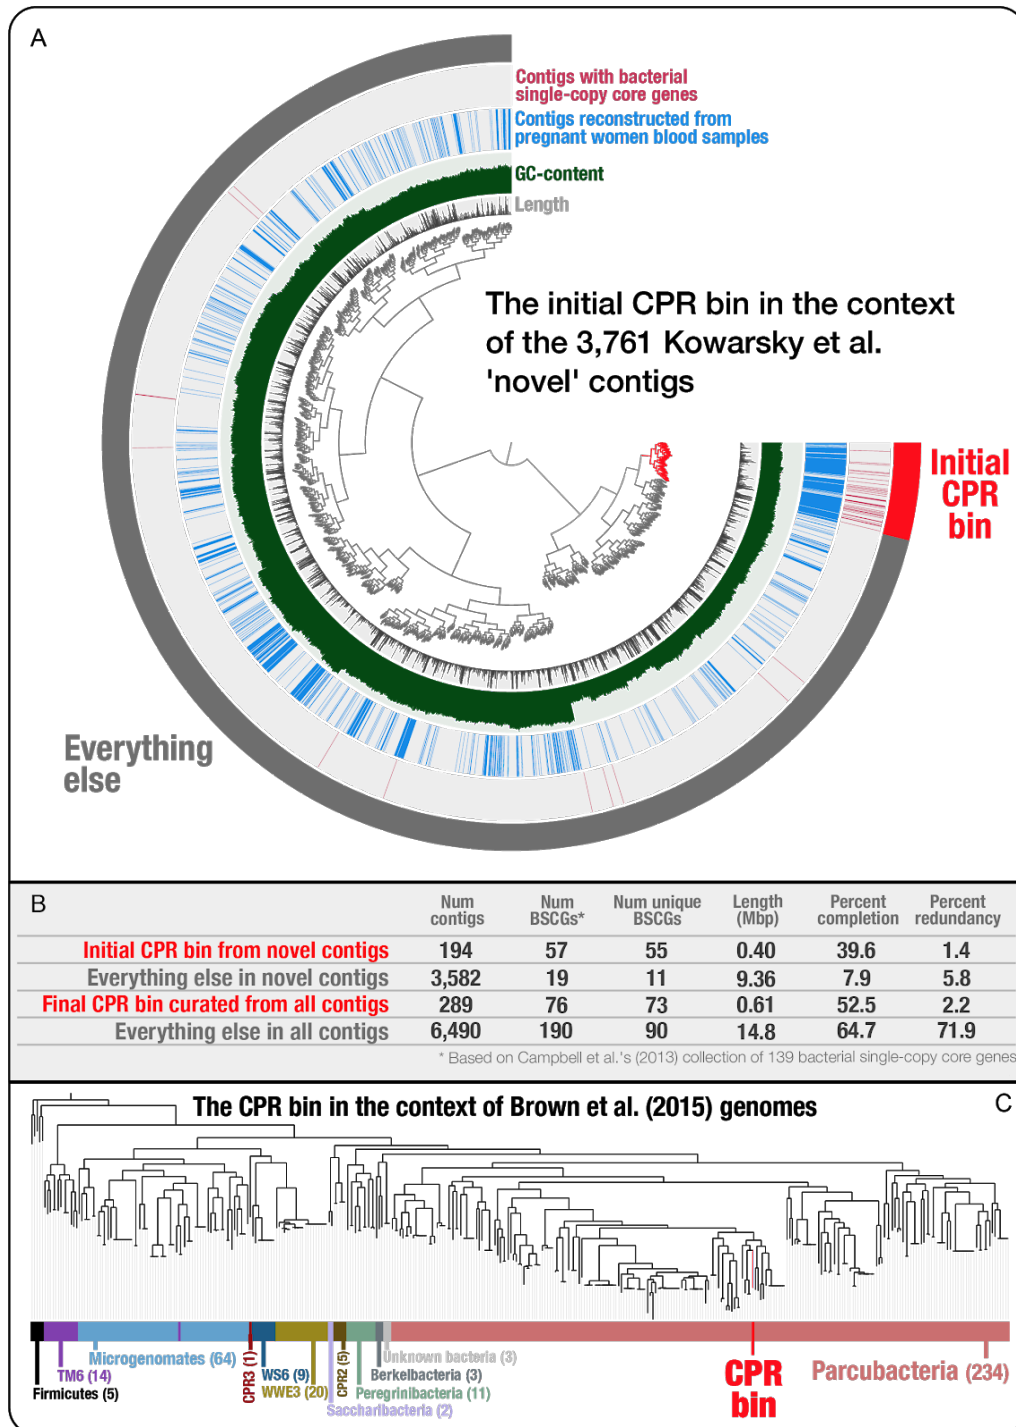 A
Contigs with bacterial
single-copy core genes
Contigs reconstructed from
pregnant women blood samples
GC-content
Length
The initial CPR bin in the context
of the 3,761 Kowarsky et al.
'novel' contigs
Initial
CPR
bin
Everything
else
B
Num contigs Num BSCGs* Num unique BSCGs Length (Mbp) Percent completion Percent redundancy
Initial CPR bin from novel contigs 194 57 55 0.40 39.6 1.4
Everything else in novel contigs 3,582 19 11 9.36 7.9 5.8
Final CPR bin curated from all contigs 289 76 73 0.61 52.5 2.2
Everything else in all contigs 6,490 190 90 14.8 64.7 71.9
* Based on Campbell et al.'s (2013) collection of 139 bacterial single-copy core genes
The CPR bin in the context of Brown et al. (2015) genomes
C
Firmicutes (5)
TM6 (14)
Microgenomates (64)
CPR3 (1)
WS6 (9)
WWE3 (20)
Saccharibacteria (2)
CPR2 (5)
Peregrinibacteria (11)
Berkelbacteria (3)
Unknown bacteria (3)
CPR
bin
Parcubacteria (234)